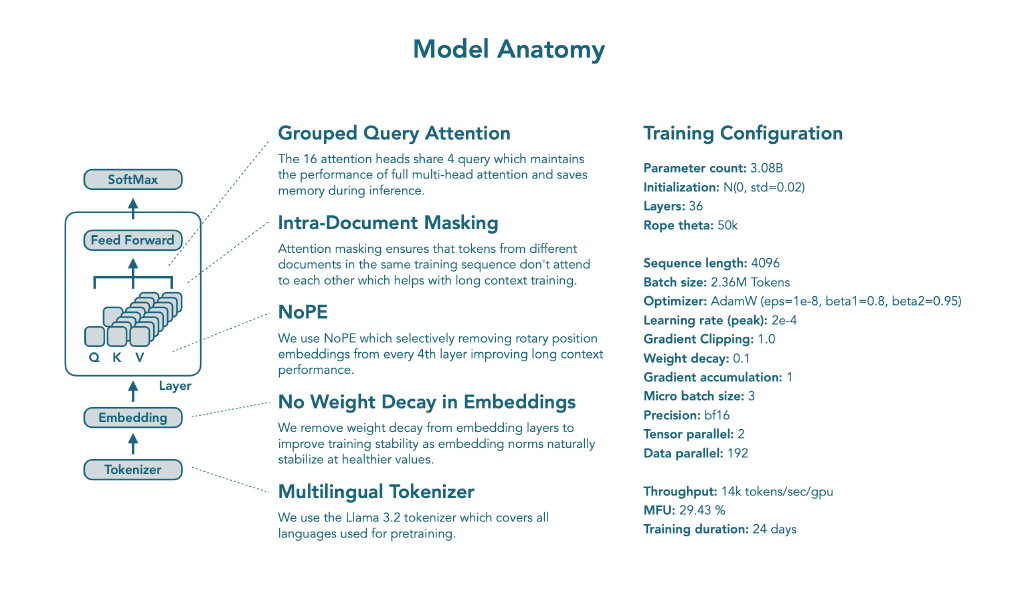 Model Anatomy
SoftMax
Feed Forward
Q K V
Layer
Embedding
Tokenizer
Grouped Query Attention
The 16 attention heads share 4 query which maintains
the performance of full multi-head attention and saves
memory during inference.
Intra-Document Masking
Attention masking ensures that tokens from different
documents in the same training sequence don't attend
to each other which helps with long context training.
NoPE
We use NoPE which selectively removing rotary position
embeddings from every 4th layer improving long context
performance.
No Weight Decay in Embeddings
We remove weight decay from embedding layers to
improve training stability as embedding norms naturally
stabilize at healthier values.
Multilingual Tokenizer
We use the Llama 3.2 tokenizer which covers all
languages used for pretraining.
Training Configuration
Parameter count: 3.08B
Initialization: N(0, std=0.02)
Layers: 36
Rope theta: 50k
Sequence length: 4096
Batch size: 2.36M Tokens
Optimizer: AdamW (eps=1e-8, beta1=0.8, beta2=0.95)
Learning rate (peak): 2e-4
Gradient Clipping: 1.0
Weight decay: 0.1
Gradient accumulation: 1
Micro batch size: 3
Precision: bf16
Tensor parallel: 2
Data parallel: 192
Throughput: 14k tokens/sec/gpu
MFU: 29.43 %
Training duration: 24 days